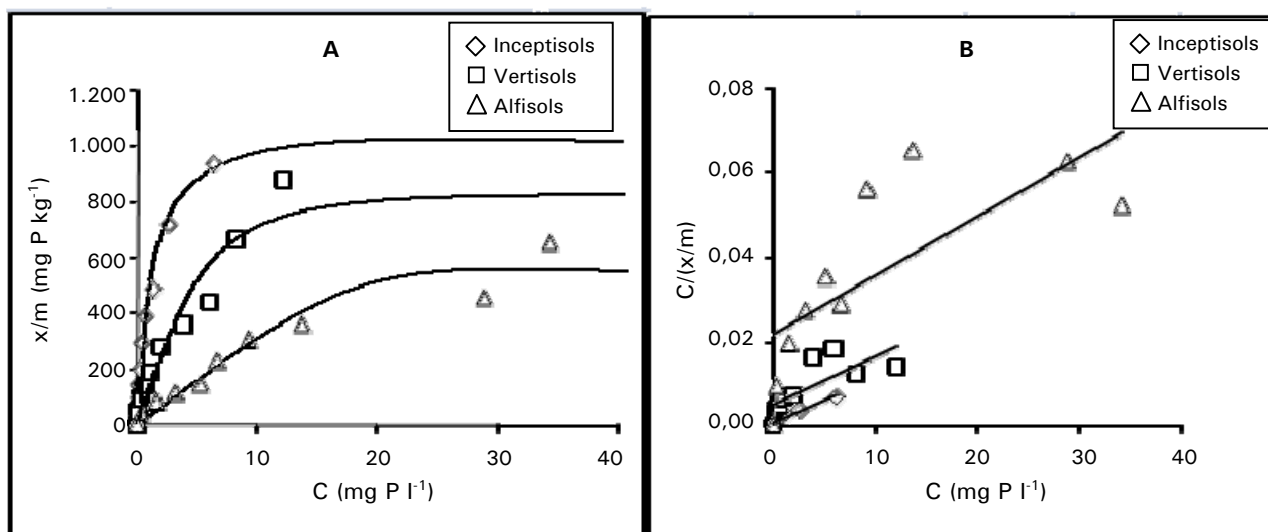 A
Inceptisols
Vertisols
Alfisols
1.200
1.000
800
600
400
200
0
x/m (mg P kg-1)
0 10 20 30 40
C (mg P l-1)
B
Inceptisols
Vertisols
Alfisols
0,08
0,06
0,04
0,02
0,00
C/(x/m)
0 10 20 30 40
C (mg P l-1)